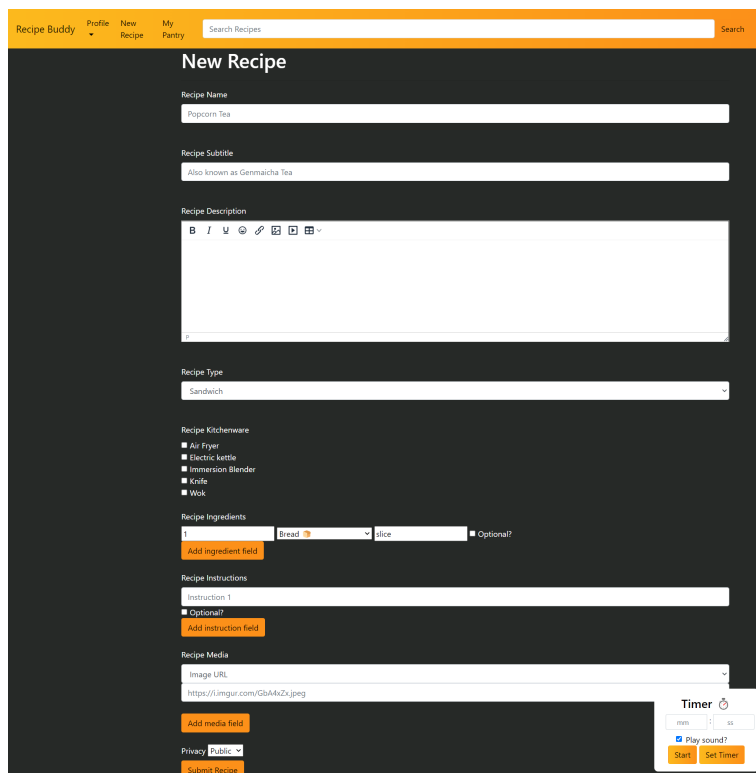 Recipe Buddy
Profile
New Recipe
My Pantry
Search Recipes
Search
New Recipe
Recipe Name
Popcorn Tea
Recipe Subtitle
Also known as Genmaicha Tea
Recipe Description
B I U
P
Recipe Type
Sandwich
Recipe Kitchenware
Air Fryer
Electric kettle
Immersion Blender
Knife
Wok
Recipe Ingredients
1 Bread 🍞 slice Optional?
Add ingredient field
Recipe Instructions
Instruction 1
Optional?
Add instruction field
Recipe Media
Image URL
https://i.imgur.com/GbA4xZx.jpeg
Add media field
Privacy Public
Submit Recipe
Timer ⏱
mm : ss
Play sound?
Start Set Timer